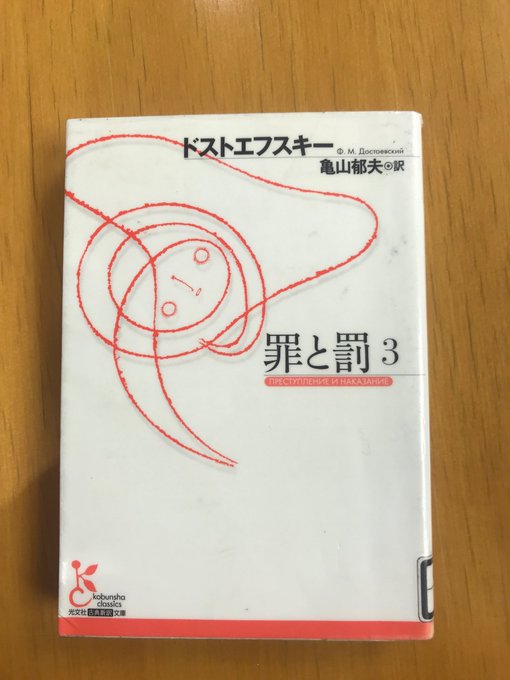 ドストエフスキー
Ф. М. Достоевский
亀山郁夫◎訳
罪と罰 3
ПРЕСТУПЛЕНИЕ И НАКАЗАНИЕ
kobunsha
classics
光文社古典新訳文庫